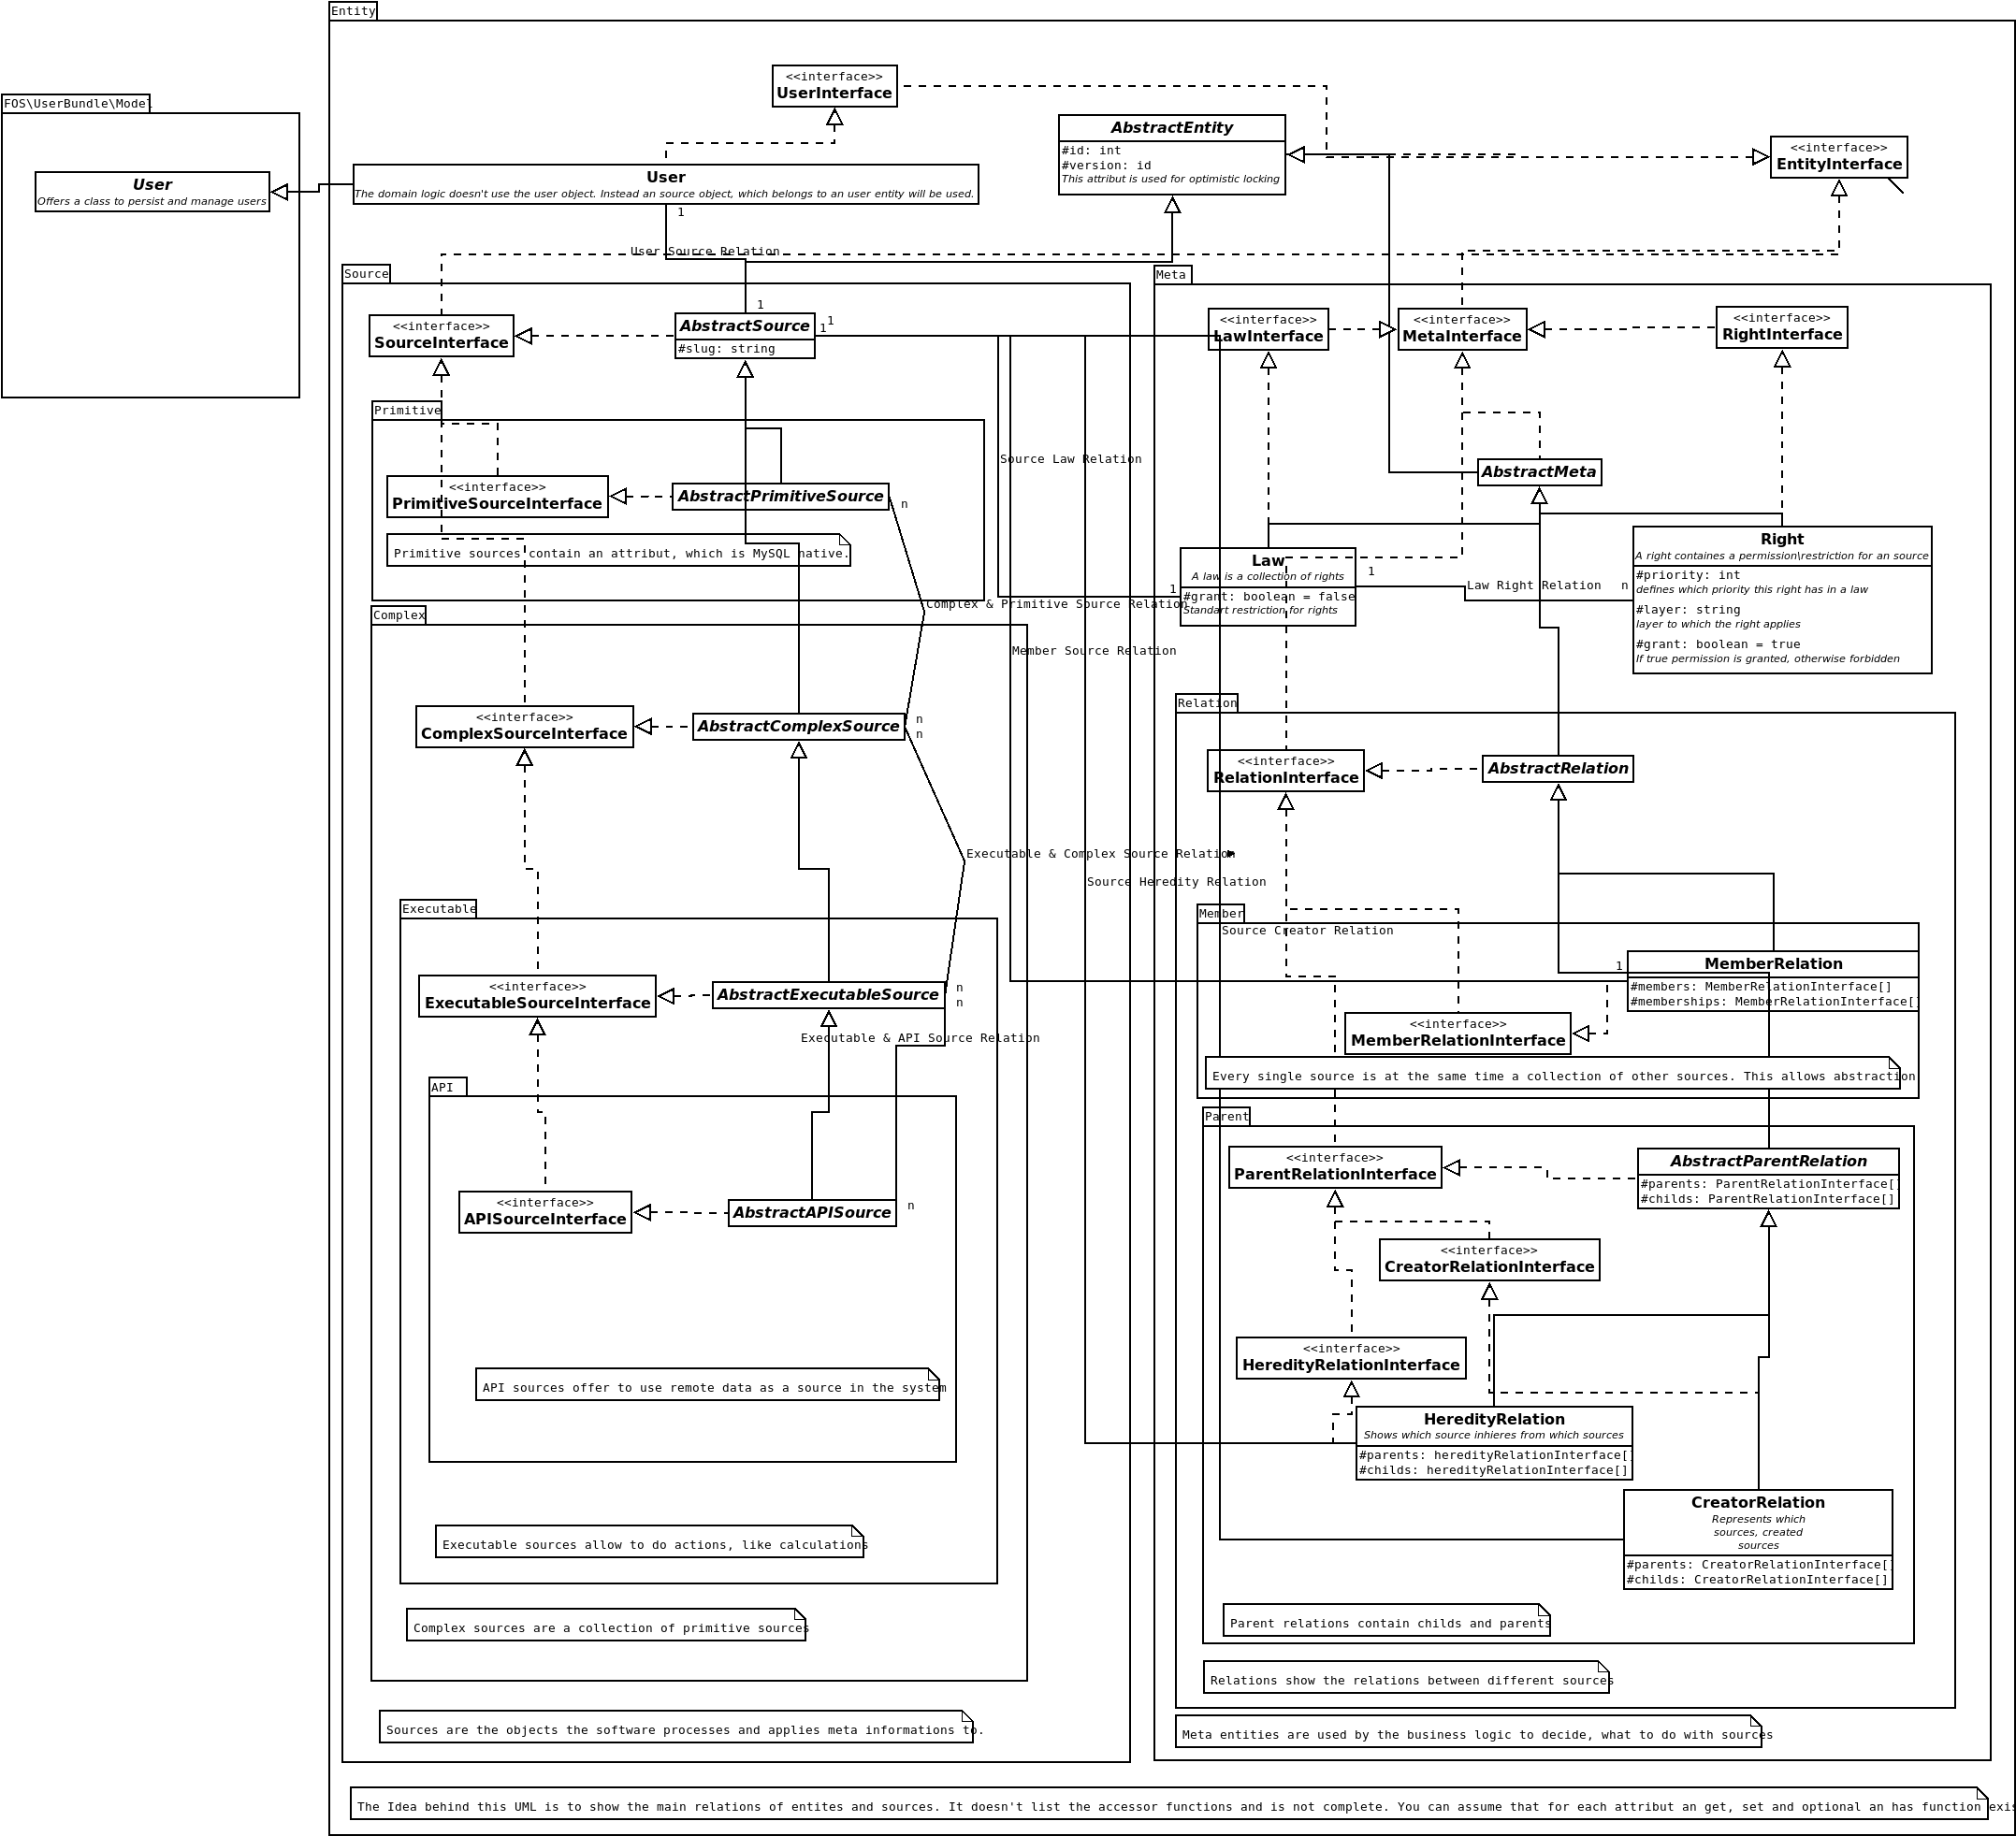 Entity
<<interface>>
UserInterface
FOS\UserBundle\Model
AbstractEntity
#id: int
#version: id
This attribut is used for optimistic locking
<<interface>>
EntityInterface
User
Offers a class to persist and manage users
User
The domain logic doesn't use the user object. Instead an source object, which belongs to an user entity will be used.
1
User Source Relation
Source
Meta
1
<<interface>>
SourceInterface
AbstractSource
#slug: string
1
1
<<interface>>
LawInterface
<<interface>>
MetaInterface
<<interface>>
RightInterface
Primitive
Source Law Relation
AbstractMeta
<<interface>>
PrimitiveSourceInterface
AbstractPrimitiveSource
n
Primitive sources contain an attribut, which is MySQL native.
Law
A law is a collection of rights
#grant: boolean = false
Standart restriction for rights
1
1
Law Right Relation
n
Right
A right containes a permission\restriction for an source
#priority: int
defines which priority this right has in a law
#layer: string
layer to which the right applies
#grant: boolean = true
If true permission is granted, otherwise forbidden
Complex
Complex & Primitive Source Relation
Member Source Relation
Relation
<<interface>>
ComplexSourceInterface
AbstractComplexSource
n
n
<<interface>>
RelationInterface
AbstractRelation
Executable & Complex Source Relation
Source Heredity Relation
Executable
Member
Source Creator Relation
<<interface>>
ExecutableSourceInterface
AbstractExecutableSource
n
n
1
MemberRelation
#members: MemberRelationInterface[]
#memberships: MemberRelationInterface[]
<<interface>>
MemberRelationInterface
Executable & API Source Relation
Every single source is at the same time a collection of other sources. This allows abstraction
API
Parent
<<interface>>
ParentRelationInterface
AbstractParentRelation
#parents: ParentRelationInterface[]
#childs: ParentRelationInterface[]
<<interface>>
APISourceInterface
AbstractAPISource
n
<<interface>>
CreatorRelationInterface
<<interface>>
HeredityRelationInterface
API sources offer to use remote data as a source in the system
HeredityRelation
Shows which source inhieres from which sources
#parents: heredityRelationInterface[]
#childs: heredityRelationInterface[]
CreatorRelation
Represents which
sources, created
sources
#parents: CreatorRelationInterface[]
#childs: CreatorRelationInterface[]
Executable sources allow to do actions, like calculations
Complex sources are a collection of primitive sources
Parent relations contain childs and parents
Relations show the relations between different sources
Sources are the objects the software processes and applies meta informations to.
Meta entities are used by the business logic to decide, what to do with sources
The Idea behind this UML is to show the main relations of entites and sources. It doesn't list the accessor functions and is not complete. You can assume that for each attribut an get, set and optional an has function